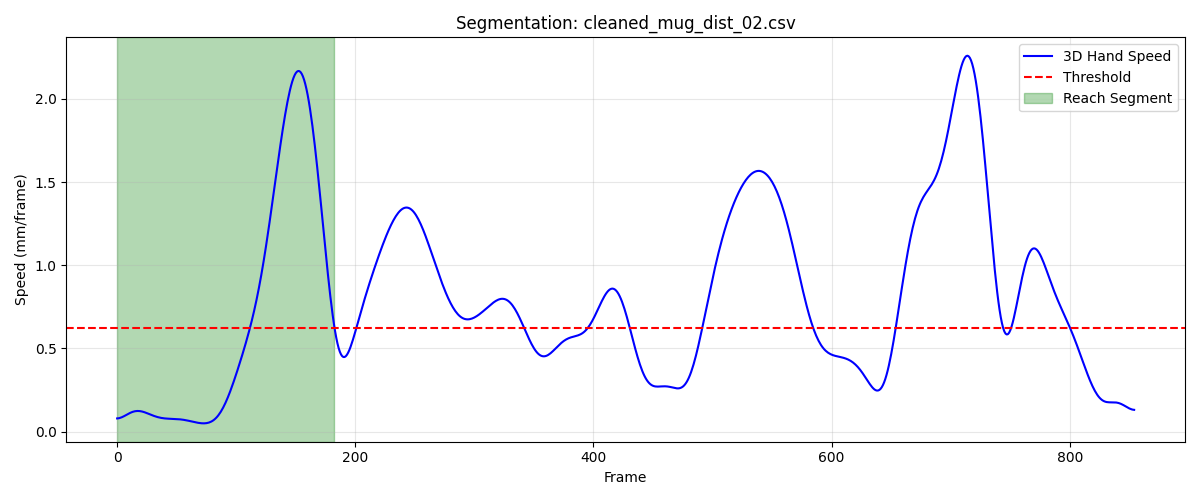 Segmentation: cleaned_mug_dist_02.csv
3D Hand Speed
Threshold
Reach Segment
Speed (mm/frame)
2.0
1.5
1.0
0.5
0.0
0 200 400 600 800
Frame